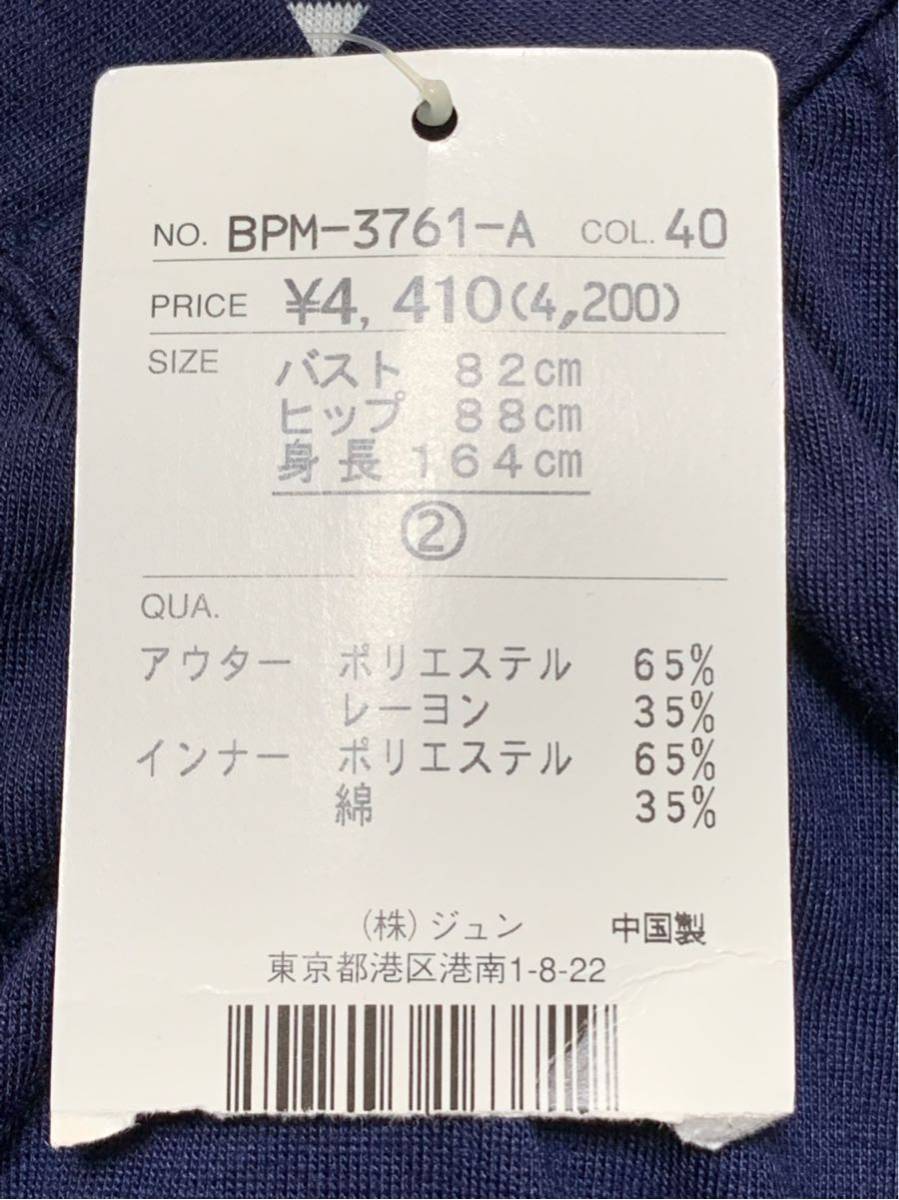 NO. BPM-3761-A COL. 40
PRICE ¥4, 410(4,200)
SIZE バスト 82cm
ヒップ 88cm
身長 164cm
②
QUA.
アウター ポリエステル 65%
レーヨン 35%
インナー ポリエステル 65%
綿 35%
(株) ジュン 中国製
東京都港区港南1-8-22